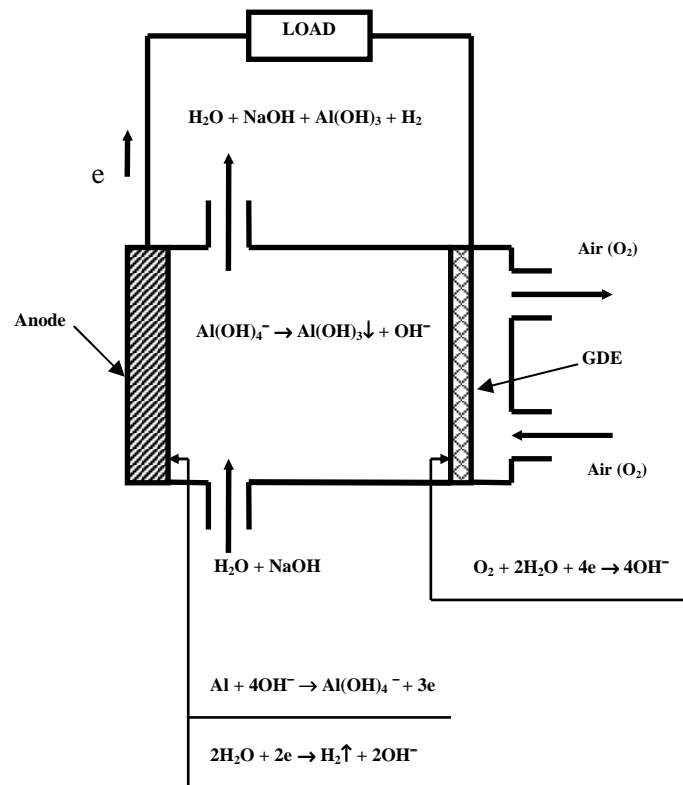 LOAD
H₂O + NaOH + Al(OH)₃ + H₂
e
Air (O₂)
Anode
Al(OH)₄⁻ → Al(OH)₃↓ + OH⁻
GDE
Air (O₂)
H₂O + NaOH
O₂ + 2H₂O + 4e → 4OH⁻
Al + 4OH⁻ → Al(OH)₄⁻ + 3e
2H₂O + 2e → H₂↑ + 2OH⁻